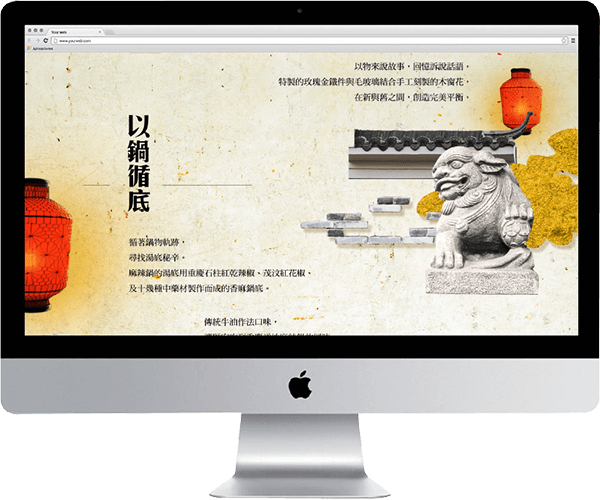 Your web
www.yourweb.com
以物來說故事，回憶訴說話語，
特製的玫瑰金鐵件與毛玻璃結合手工刻製的木窗花，
在新與舊之間，創造完美平衡。
以鍋循底
循著鍋物軌跡，
尋找湯底秘辛。
麻辣鍋的湯底用重慶石柱紅乾辣椒、茂汶紅花椒、
及十幾種中藥材製作而成的香麻鍋底。
傳統牛油作法口味，